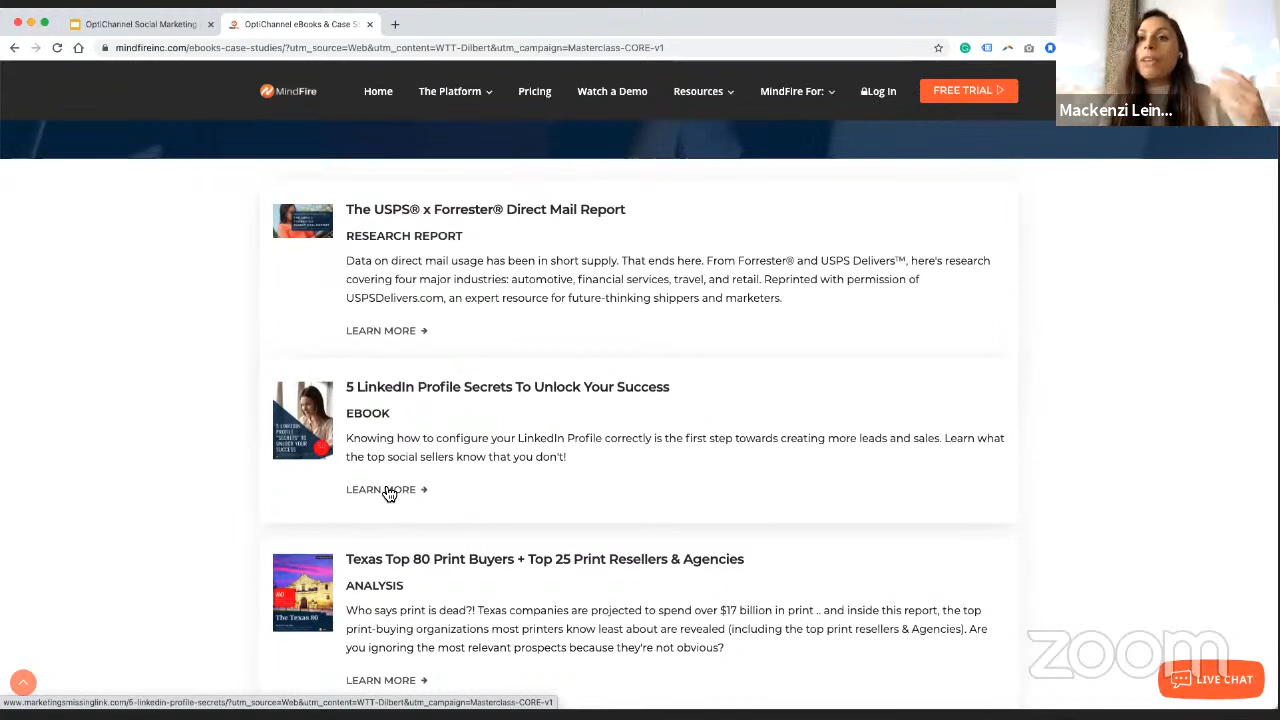 OptiChannel Social Marketing
OptiChannel eBooks & Case S
mindfireinc.com/ebooks-case-studies/?utm_source=Web&utm_content=WTT-Dilbert&utm_campaign=Masterclass-CORE-v1
MindFire
Home
The Platform
Pricing
Watch a Demo
Resources
MindFire For:
Log In
FREE TRIAL
Mackenzi Lein...
The USPS® x Forrester® Direct Mail Report
RESEARCH REPORT
Data on direct mail usage has been in short supply. That ends here. From Forrester® and USPS Delivers™, here's research
covering four major industries: automotive, financial services, travel, and retail. Reprinted with permission of
USPSDelivers.com, an expert resource for future-thinking shippers and marketers.
LEARN MORE →
5 LinkedIn Profile Secrets To Unlock Your Success
EBOOK
Knowing how to configure your LinkedIn Profile correctly is the first step towards creating more leads and sales. Learn what
the top social sellers know that you don't!
5 LINKEDIN
PROFILE
"SECRETS" TO
UNLOCK YOUR
SUCCESS
LEARN MORE →
Texas Top 80 Print Buyers + Top 25 Print Resellers & Agencies
ANALYSIS
Who says print is dead?! Texas companies are projected to spend over $17 billion in print .. and inside this report, the top
print-buying organizations most printers know least about are revealed (including the top print resellers & Agencies). Are
you ignoring the most relevant prospects because they're not obvious?
80
The Texas 80
LEARN MORE →
zoom
LIVE CHAT
www.marketingsmissinglink.com/5-linkedin-profile-secrets/?utm_source=Web&utm_content=WTT-Dilbert&utm_campaign=Masterclass-CORE-v1